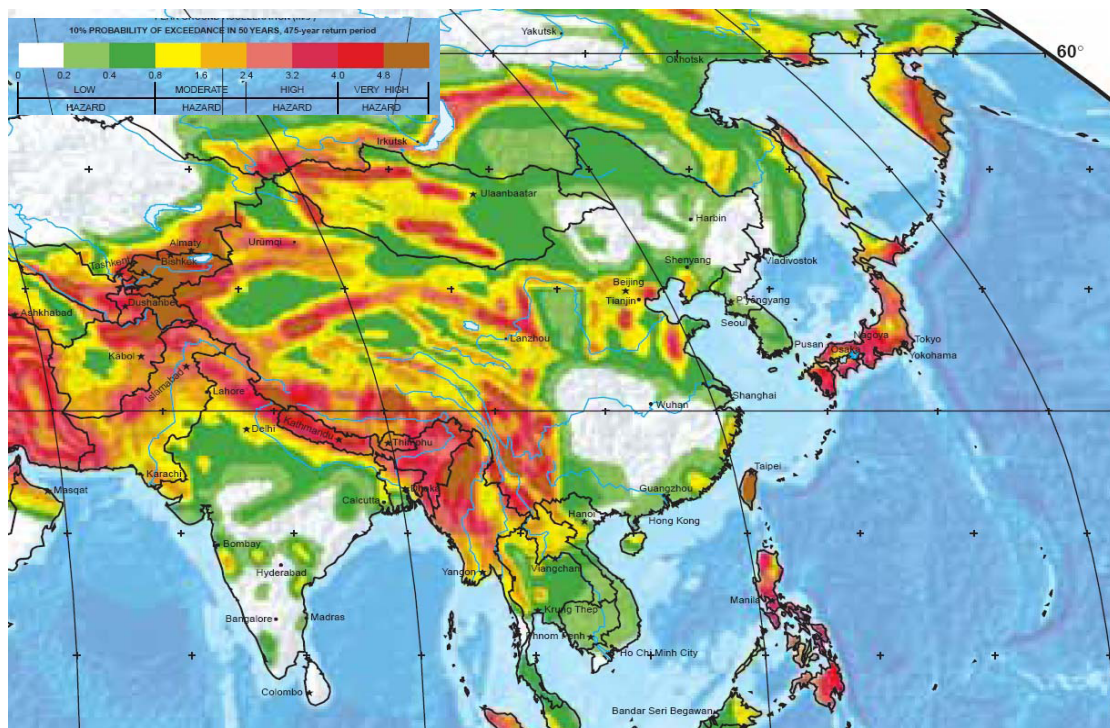 PEAK GROUND ACCELERATION (m/s²)
10% PROBABILITY OF EXCEEDANCE IN 50 YEARS, 475-year return period
0 0.2 0.4 0.8 1.6 2.4 3.2 4.0 4.8
LOW MODERATE HIGH VERY HIGH
HAZARD HAZARD HAZARD HAZARD
Yakutsk
Okhotsk
60°
Irkutsk
Ulaanbaatar
Harbin
Almaty
Urümqi
Tashkent
Bishkek
Shenyang
Vladivostok
Beijing
Tianjin
Dushanbe
P'yongyang
Ashkhabad
Seoul
Lanzhou
Nagoya
Tokyo
Pusan
Osaka
Yokohama
Kabol
Islamabad
Lahore
Shanghai
Wuhan
Delhi
Kathmandu
Thimphu
Karachi
Taipei
Masqat
Dhaka
Calcutta
Guangzhou
Hanoi
Hong Kong
Bombay
Hyderabad
Viangchan
Yangon
Manila
Krung Thep
Bangalore
Madras
Phnom Penh
Ho Chi Minh City
Colombo
Bandar Seri Begawan